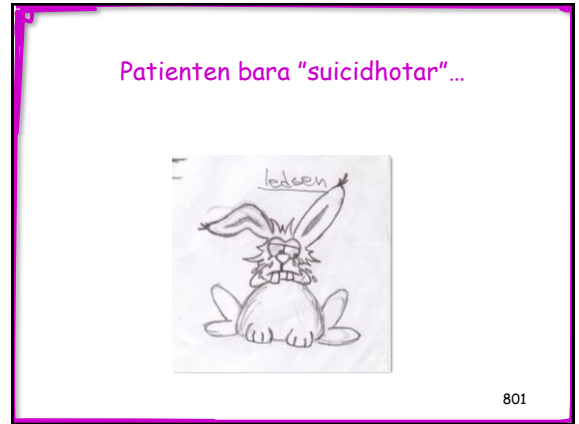 Patienten bara ”suicidhotar”…
ledsen
801